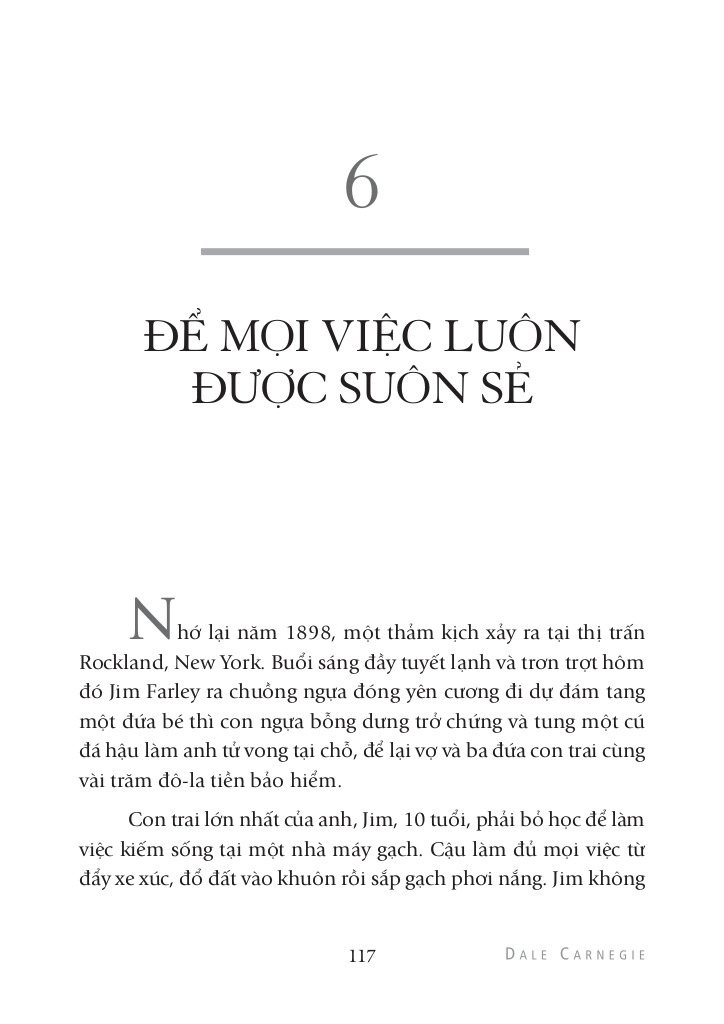 6
ĐỂ MỌI VIỆC LUÔN
ĐƯỢC SUÔN SẺ
Nhớ lại năm 1898, một thảm kịch xảy ra tại thị trấn
Rockland, New York. Buổi sáng đầy tuyết lạnh và trơn trợt hôm
đó Jim Farley ra chuồng ngựa đóng yên cương đi dự đám tang
một đứa bé thì con ngựa bỗng dưng trở chứng và tung một cú
đá hậu làm anh tử vong tại chỗ, để lại vợ và ba đứa con trai cùng
vài trăm đô-la tiền bảo hiểm.
Con trai lớn nhất của anh, Jim, 10 tuổi, phải bỏ học để làm
việc kiếm sống tại một nhà máy gạch. Cậu làm đủ mọi việc từ
đẩy xe xúc, đổ đất vào khuôn rồi sắp gạch phơi nắng. Jim không
117
DALE CARNEGIE